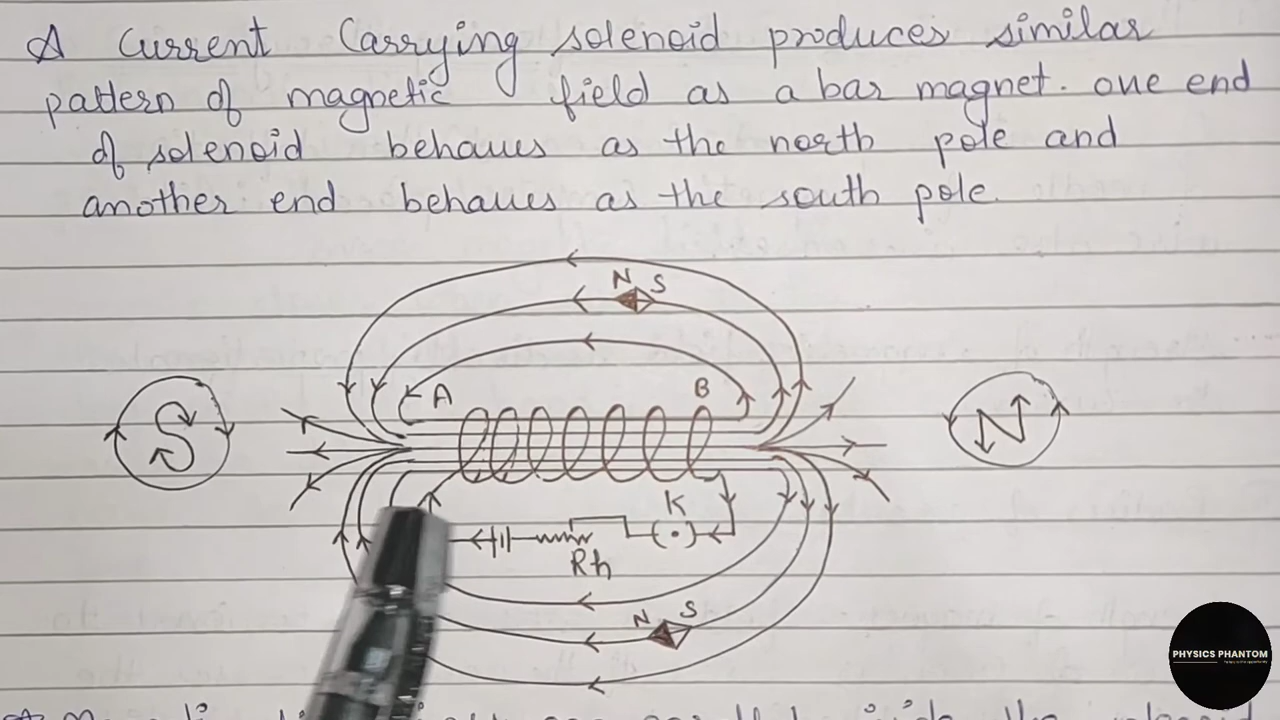 A Current Carrying solenoid produces similar
pattern of magnetic field as a bar magnet. one end
of solenoid behaves as the north pole and
another end behaves as the south pole.
N S
A B
S N
K
Rh
N S
PHYSICS PHANTOM